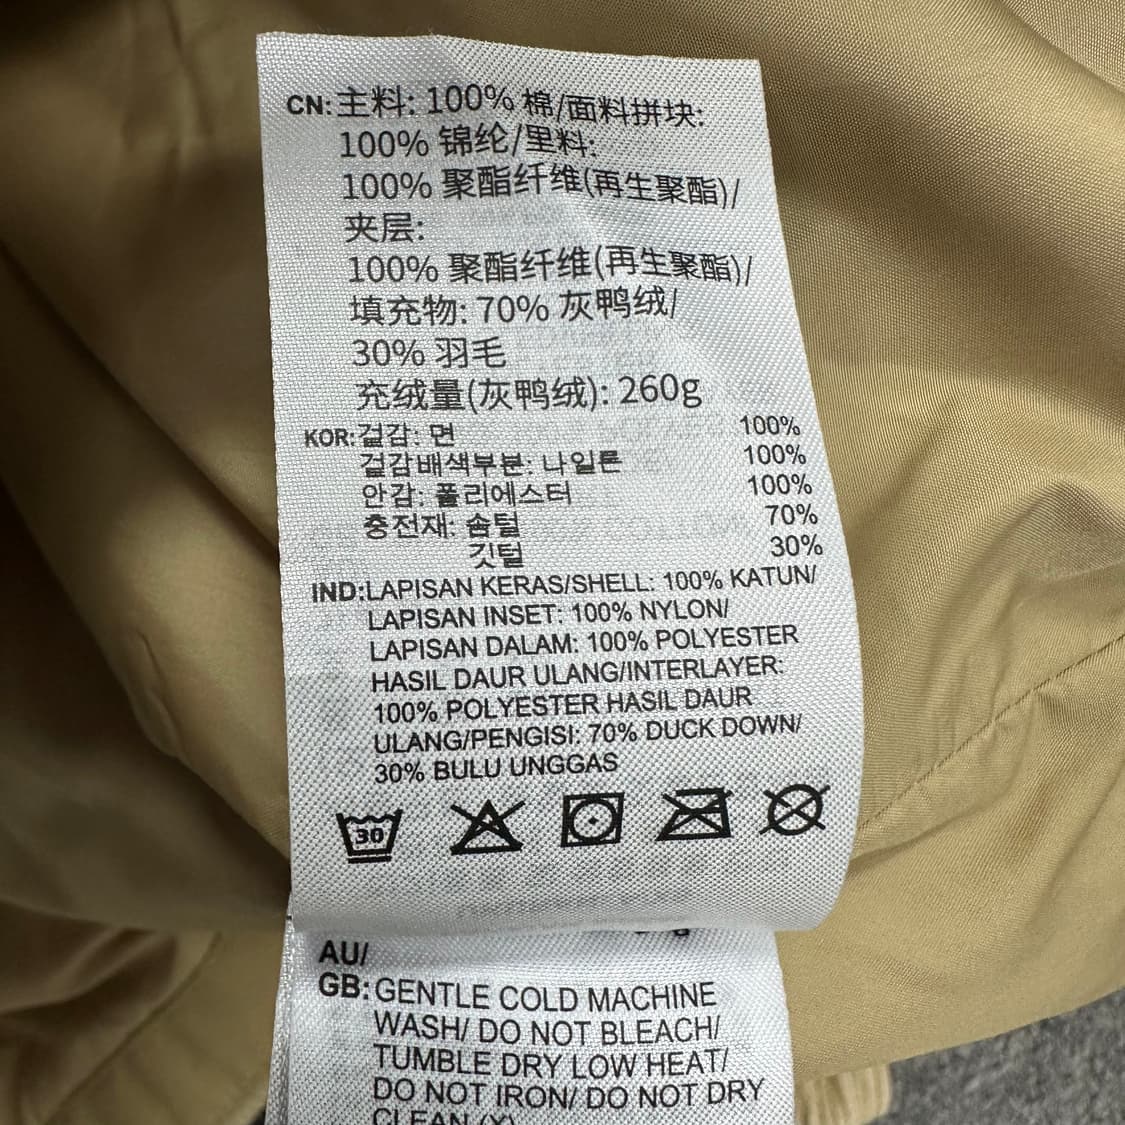 CN: 主料: 100% 棉/面料拼块:
100% 锦纶/里料:
100% 聚酯纤维(再生聚酯)/
夹层:
100% 聚酯纤维(再生聚酯)/
填充物: 70% 灰鸭绒/
30% 羽毛
充绒量(灰鸭绒): 260g
KOR: 겉감: 면 100%
겉감배색부분: 나일론 100%
안감: 폴리에스터 100%
충전재: 솜털 70%
깃털 30%
IND: LAPISAN KERAS/SHELL: 100% KATUN/
LAPISAN INSET: 100% NYLON/
LAPISAN DALAM: 100% POLYESTER
HASIL DAUR ULANG/INTERLAYER:
100% POLYESTER HASIL DAUR
ULANG/PENGISI: 70% DUCK DOWN/
30% BULU UNGGAS
30
AU/
GB: GENTLE COLD MACHINE
WASH/ DO NOT BLEACH/
TUMBLE DRY LOW HEAT/
DO NOT IRON/ DO NOT DRY
CLEAN (X)